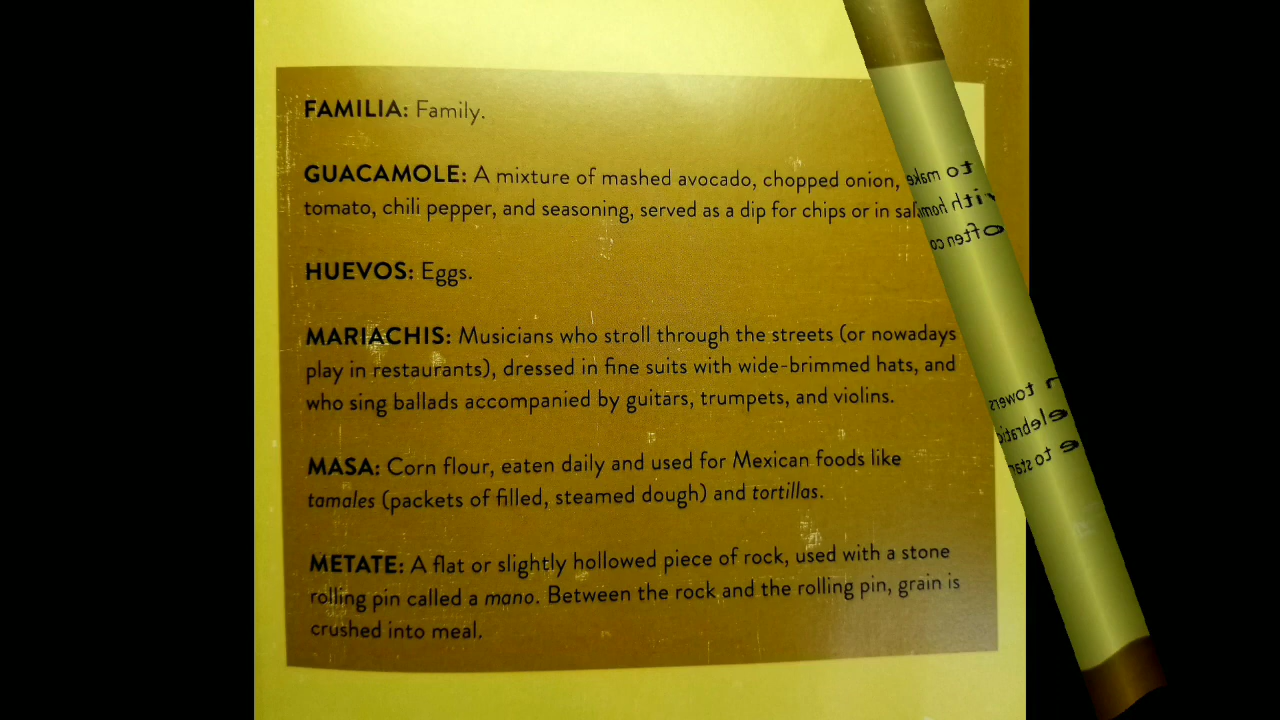 FAMILIA: Family.
GUACAMOLE: A mixture of mashed avocado, chopped onion,
tomato, chili pepper, and seasoning, served as a dip for chips or in
HUEVOS: Eggs.
MARIACHIS: Musicians who stroll through the streets (or nowadays
play in restaurants), dressed in fine suits with wide-brimmed hats, and
who sing ballads accompanied by guitars, trumpets, and violins.
MASA: Corn flour, eaten daily and used for Mexican foods like
tamales (packets of filled, steamed dough) and tortillas.
METATE: A flat or slightly hollowed piece of rock, used with a stone
rolling pin called a mano. Between the rock and the rolling pin, grain is
crushed into meal.
to make
often
towers
to